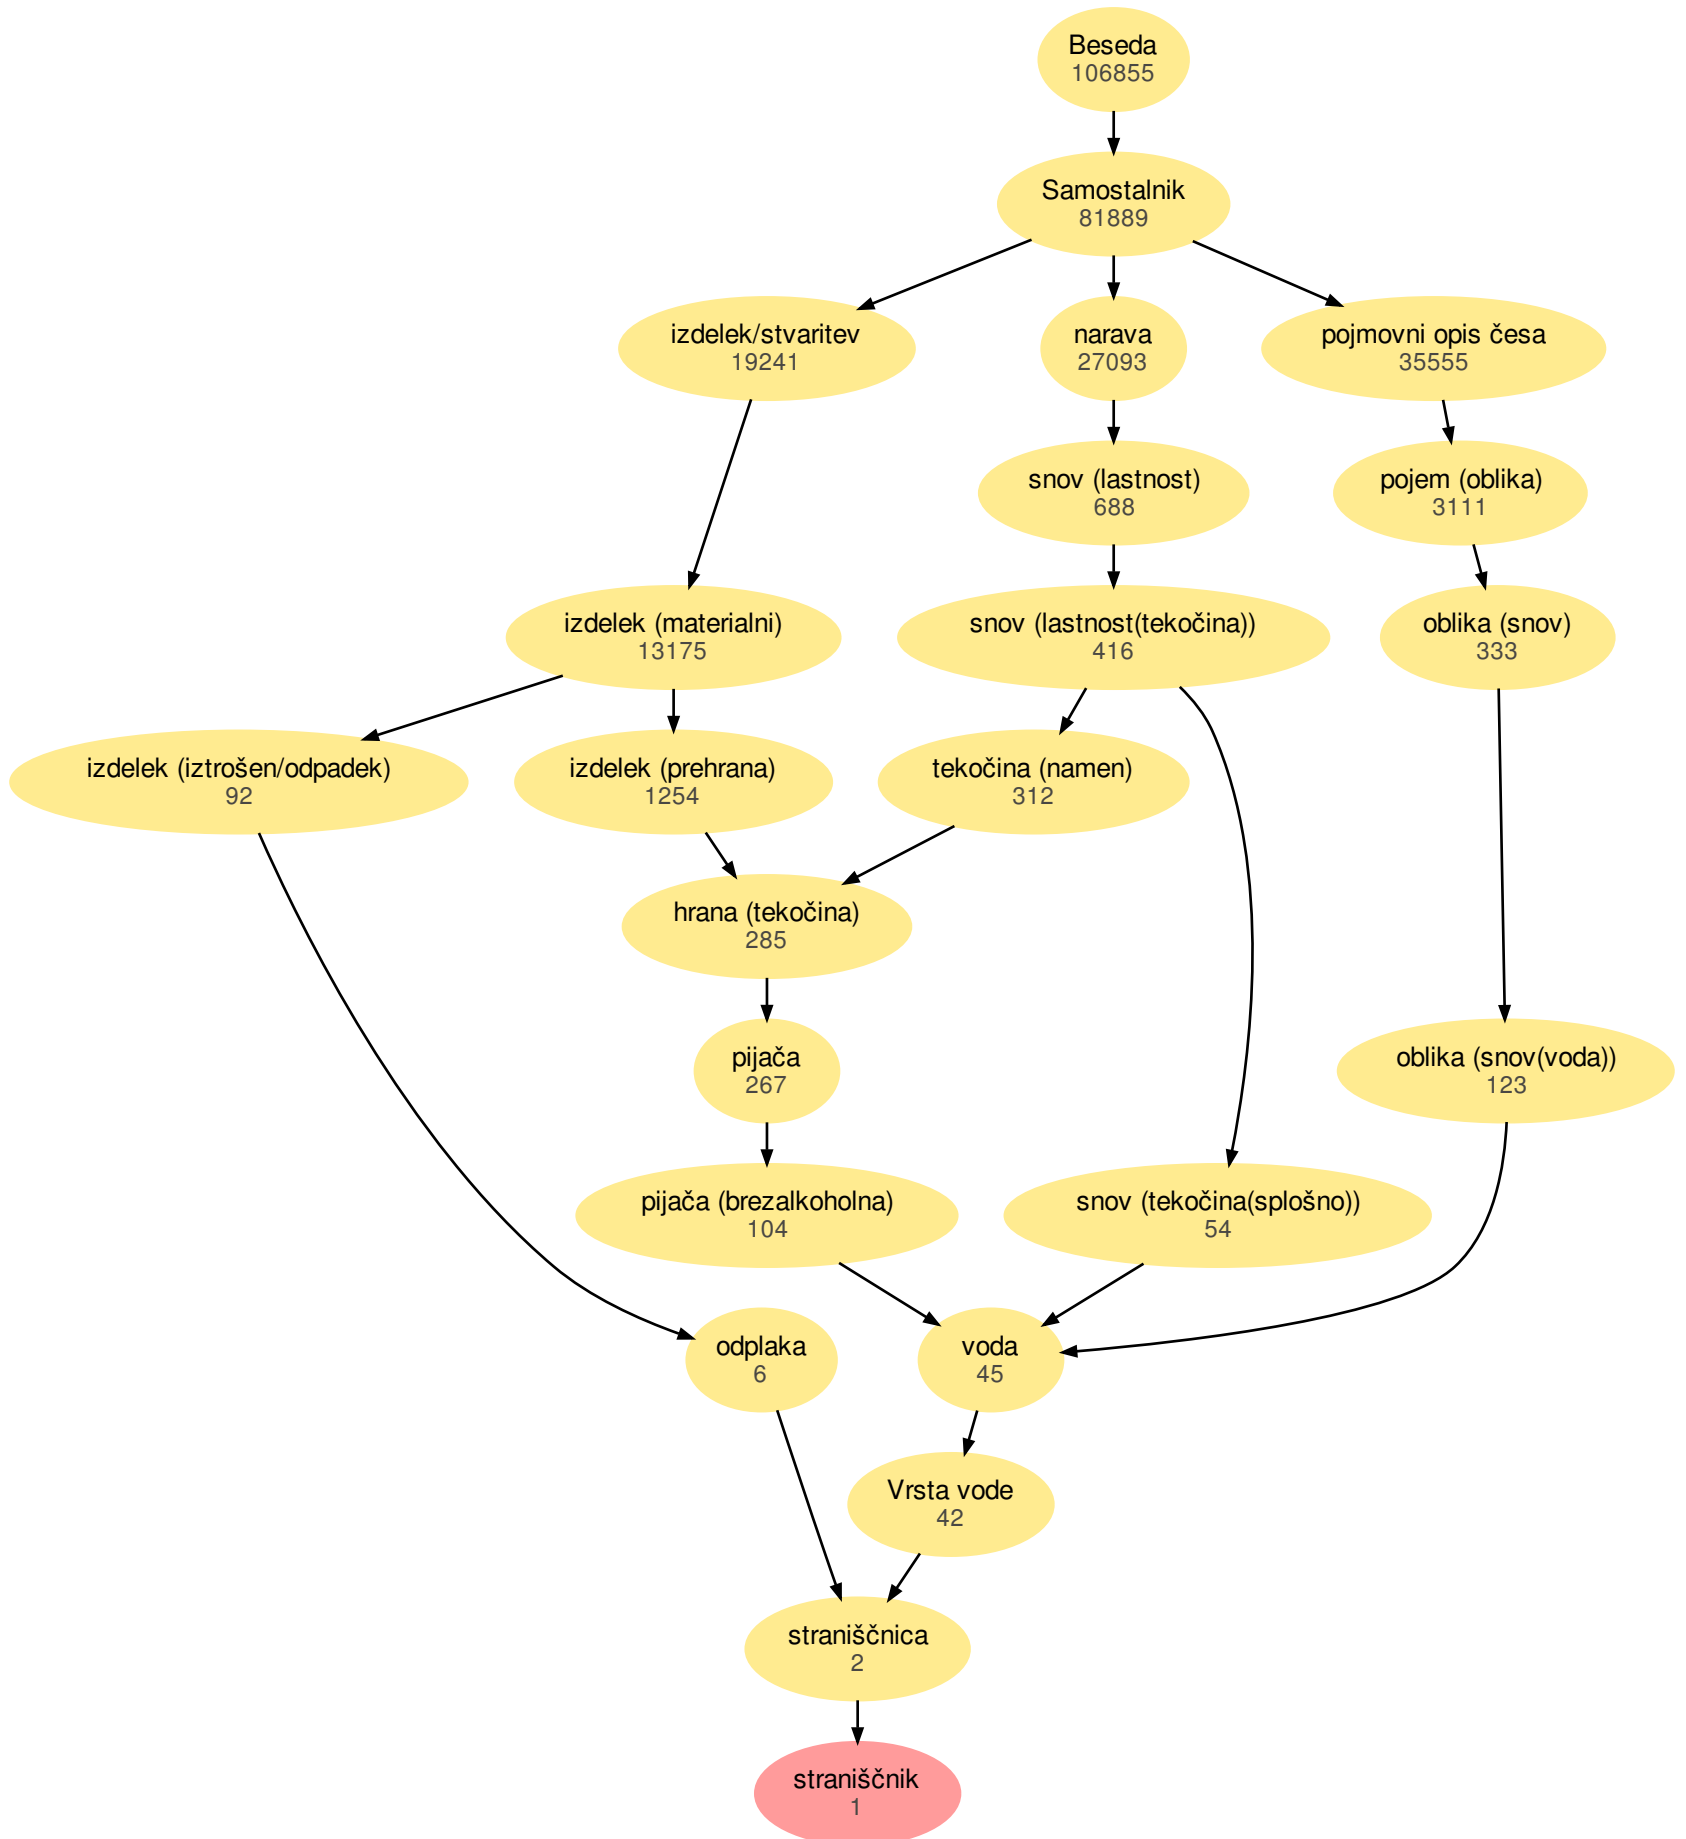 Beseda
106855
Samostalnik
81889
izdelek/stvaritev
19241
narava
27093
pojmovni opis česa
35555
snov (lastnost)
688
pojem (oblika)
3111
izdelek (materialni)
13175
snov (lastnost(tekočina))
416
oblika (snov)
333
izdelek (iztrošen/odpadek)
92
izdelek (prehrana)
1254
tekočina (namen)
312
hrana (tekočina)
285
pijača
267
oblika (snov(voda))
123
pijača (brezalkoholna)
104
snov (tekočina(splošno))
54
odplaka
6
voda
45
Vrsta vode
42
straniščnica
2
straniščnik
1